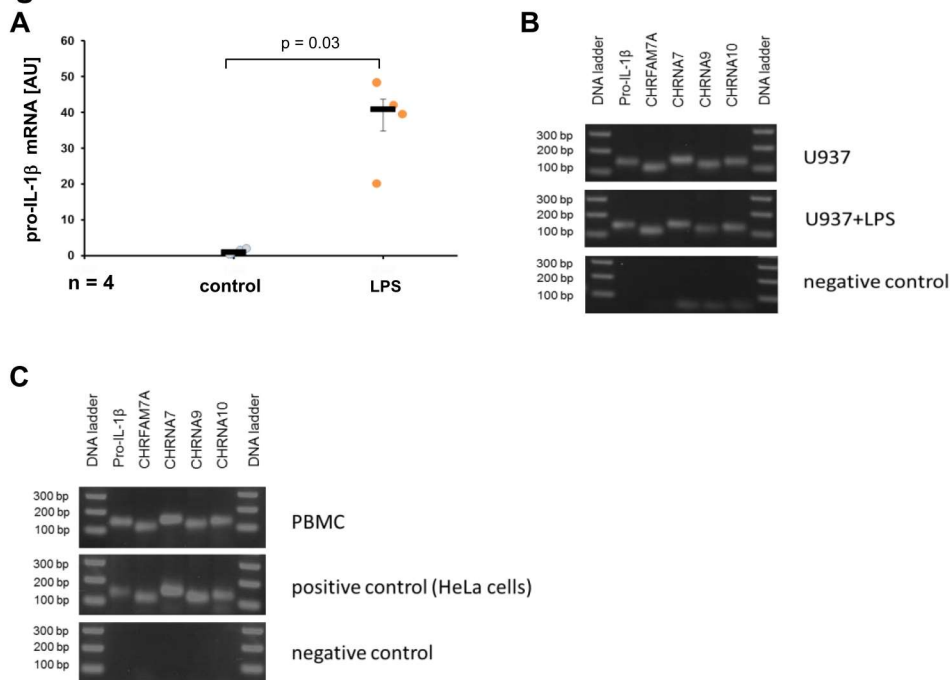 A
60
50
40
30
20
10
0
pro-IL-1β mRNA [AU]
p = 0.03
n = 4
control
LPS
B
DNA ladder
Pro-IL-1β
CHRFAM7A
CHRNA7
CHRNA9
CHRNA10
DNA ladder
300 bp
200 bp
100 bp
U937
300 bp
200 bp
100 bp
U937+LPS
300 bp
200 bp
100 bp
negative control
C
DNA ladder
Pro-IL-1β
CHRFAM7A
CHRNA7
CHRNA9
CHRNA10
DNA ladder
300 bp
200 bp
100 bp
PBMC
300 bp
200 bp
100 bp
positive control (HeLa cells)
300 bp
200 bp
100 bp
negative control